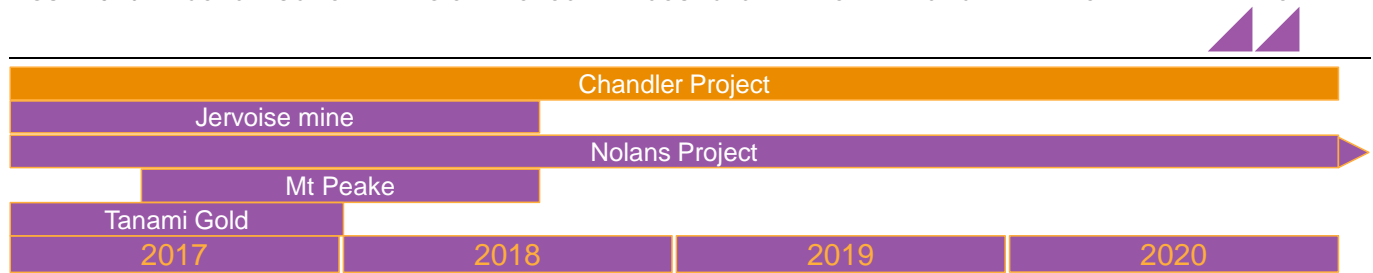 Chandler Project
Jervoise mine
Nolans Project
Mt Peake
Tanami Gold
2017 2018 2019 2020